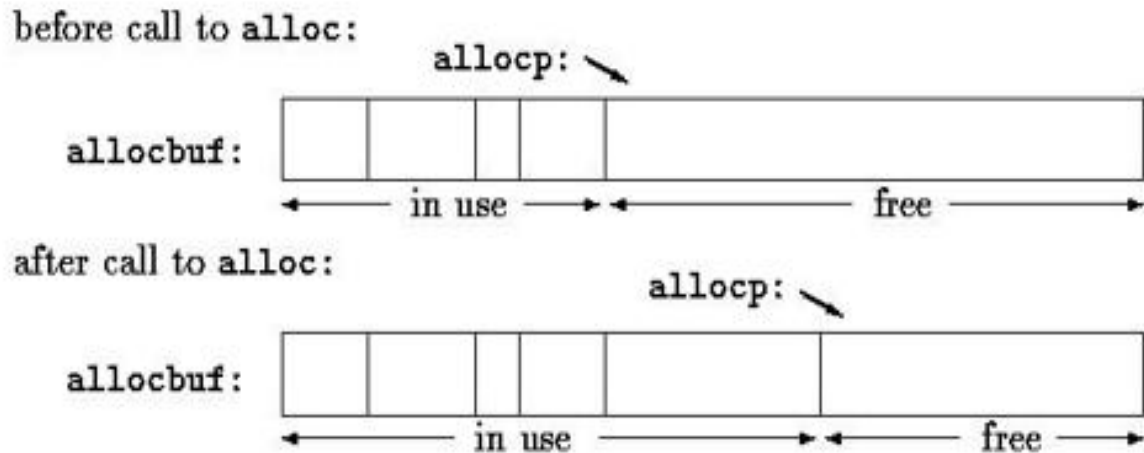 before call to alloc:
allocp:
allocbuf:
in use
free
after call to alloc:
allocp:
allocbuf:
in use
free